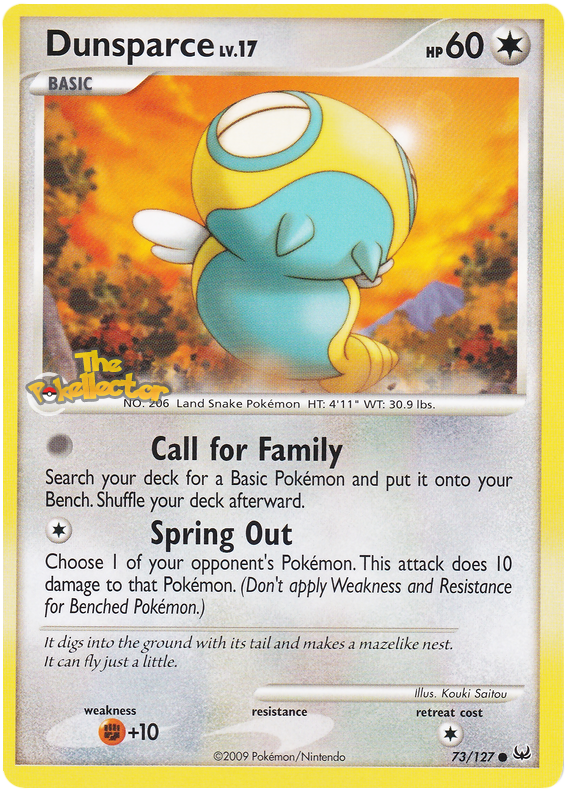 Dunsparce LV.17
HP 60
BASIC
The
Pokéllector
NO. 206 Land Snake Pokémon HT: 4'11" WT: 30.9 lbs.
Call for Family
Search your deck for a Basic Pokémon and put it onto your
Bench. Shuffle your deck afterward.
Spring Out
Choose 1 of your opponent's Pokémon. This attack does 10
damage to that Pokémon. (Don't apply Weakness and Resistance
for Benched Pokémon.)
It digs into the ground with its tail and makes a mazelike nest.
It can fly just a little.
Illus. Kouki Saitou
weakness
resistance
retreat cost
+10
©2009 Pokémon/Nintendo
73/127